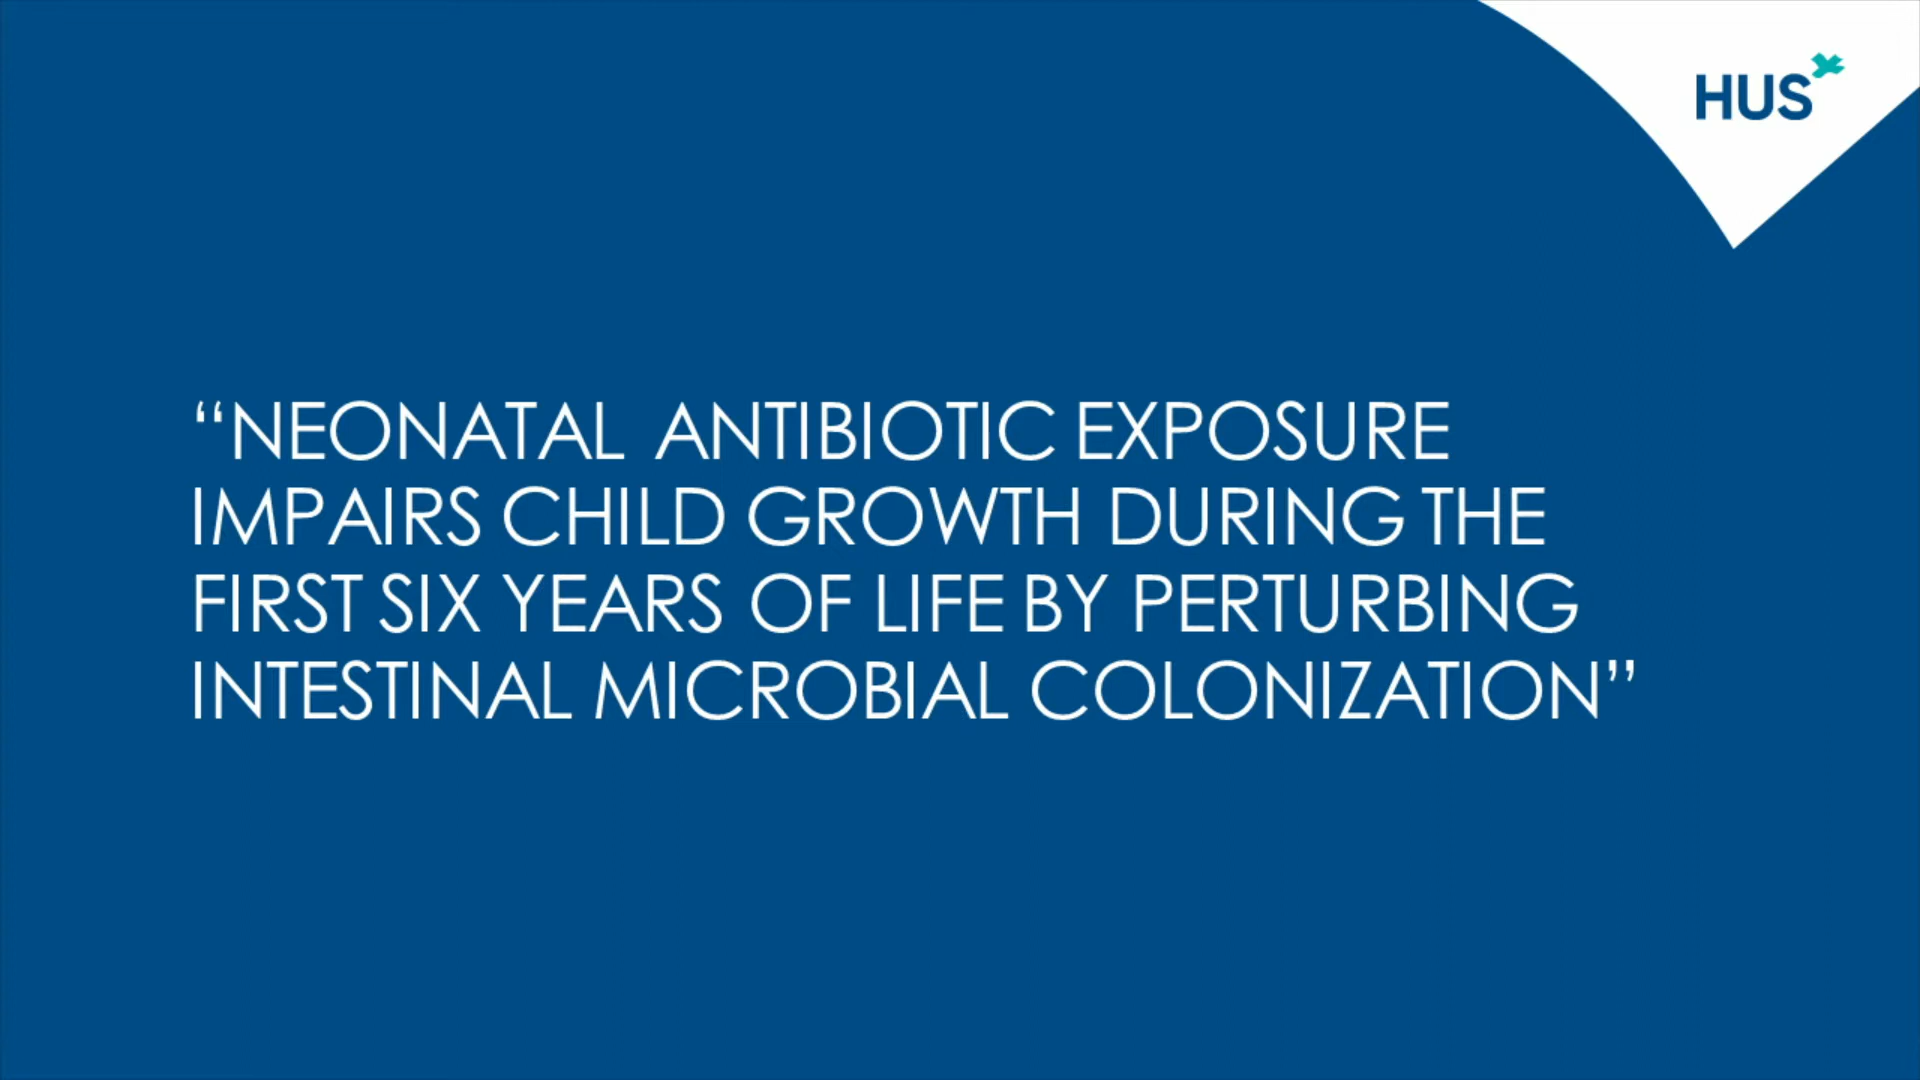 HUS
“NEONATAL ANTIBIOTIC EXPOSURE
IMPAIRS CHILD GROWTH DURING THE
FIRST SIX YEARS OF LIFE BY PERTURBING
INTESTINAL MICROBIAL COLONIZATION”